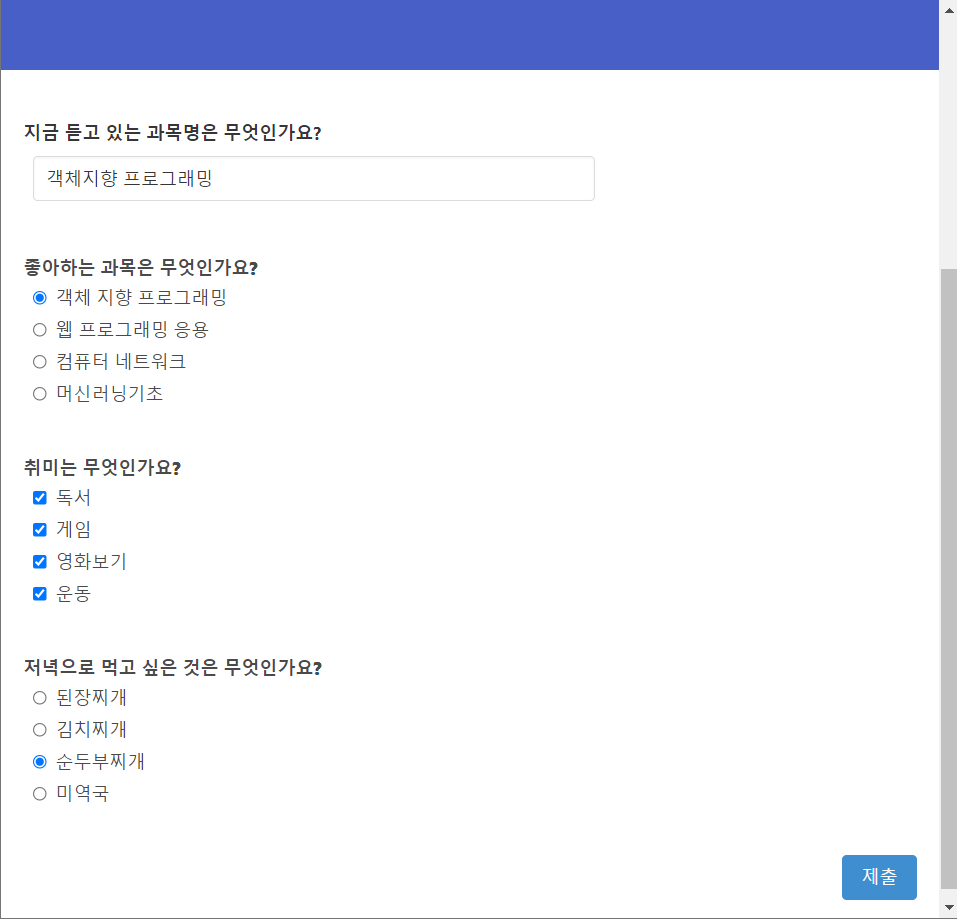 지금 듣고 있는 과목명은 무엇인가요?
객체지향 프로그래밍
좋아하는 과목은 무엇인가요?
객체 지향 프로그래밍
웹 프로그래밍 응용
컴퓨터 네트워크
머신러닝기초
취미는 무엇인가요?
독서
게임
영화보기
운동
저녁으로 먹고 싶은 것은 무엇인가요?
된장찌개
김치찌개
순두부찌개
미역국
제출